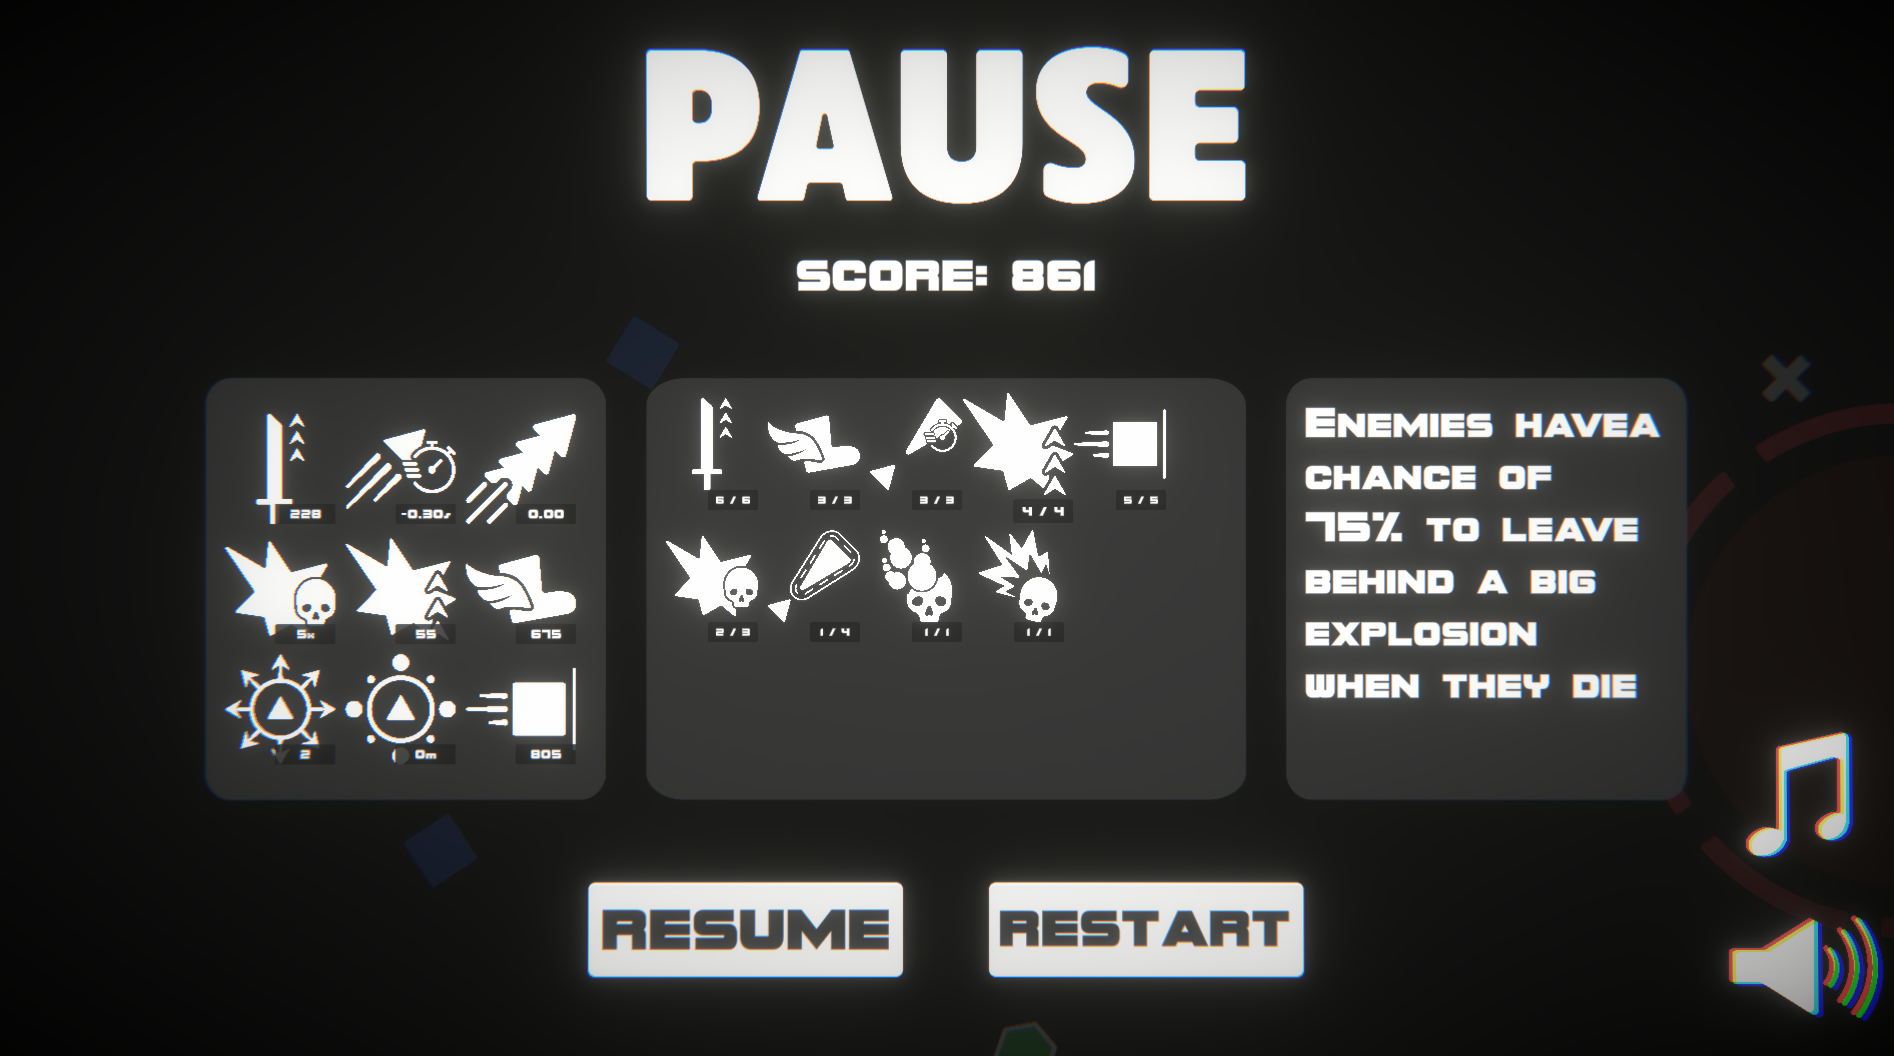 PAUSE
SCORE: 861
228
-0.30s
0.00
5x
55
675
2
0m
805
6 / 6
3 / 3
3 / 3
4 / 4
5 / 5
2 / 3
1 / 4
1 / 1
1 / 1
ENEMIES HAVEA
CHANCE OF
75% TO LEAVE
BEHIND A BIG
EXPLOSION
WHEN THEY DIE
RESUME
RESTART